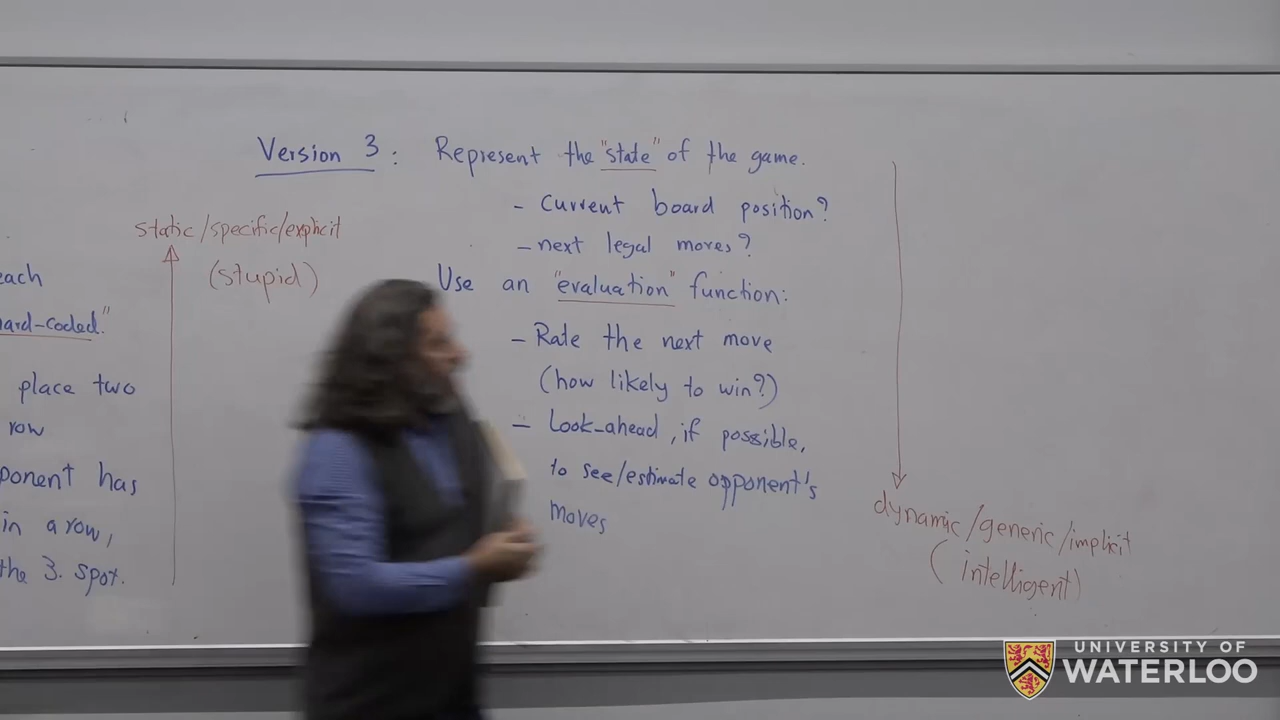 each
hard-coded."
place two
row
ponent has
in a row,
the 3. spot.
static/specific/explicit
(stupid)
Version 3: Represent the "state" of the game.
- Current board position?
- next legal moves?
Use an "evaluation" function:
- Rate the next move
(how likely to win?)
- Look-ahead, if possible,
to see/estimate opponent's
moves
dynamic/generic/implicit
(intelligent)
UNIVERSITY OF
WATERLOO